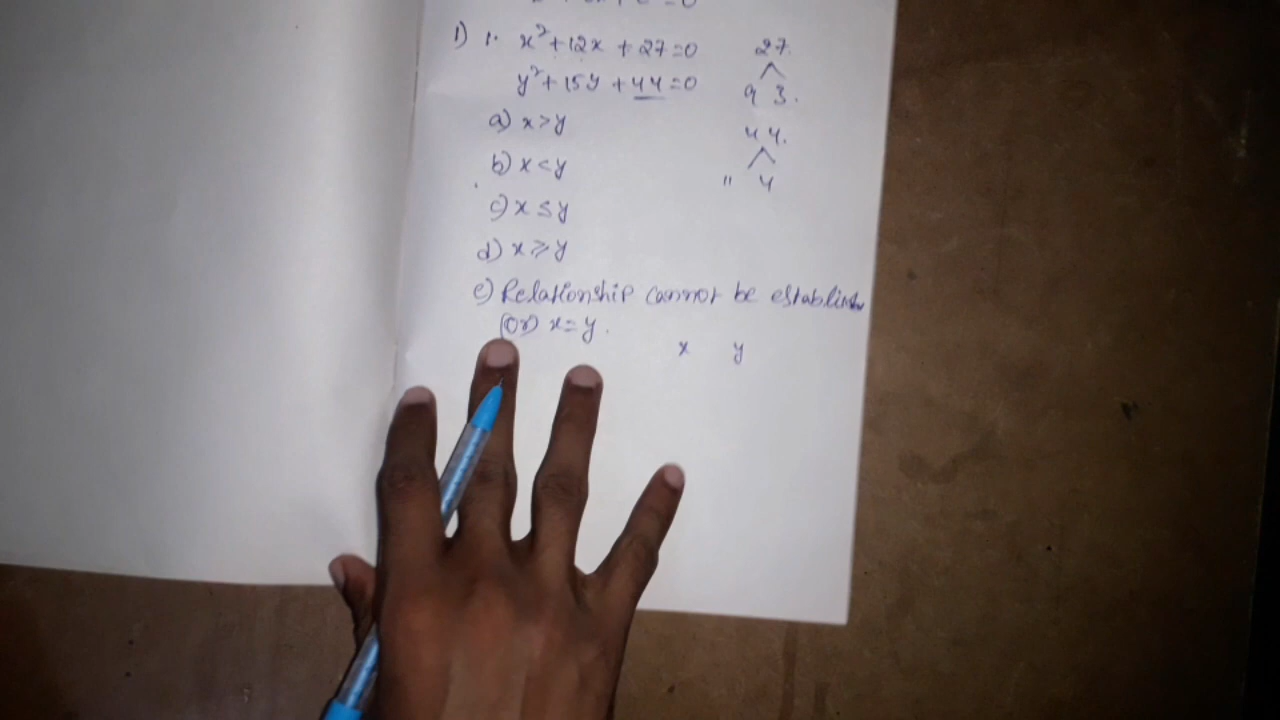 1) 1. x²+12x+27=0
y²+15y+44=0
a) x>y
b) x<y
c) x≤y
d) x≥y
e) Relationship cannot be
(Or) x=y.
27.
9 3.
44.
11 4
x y